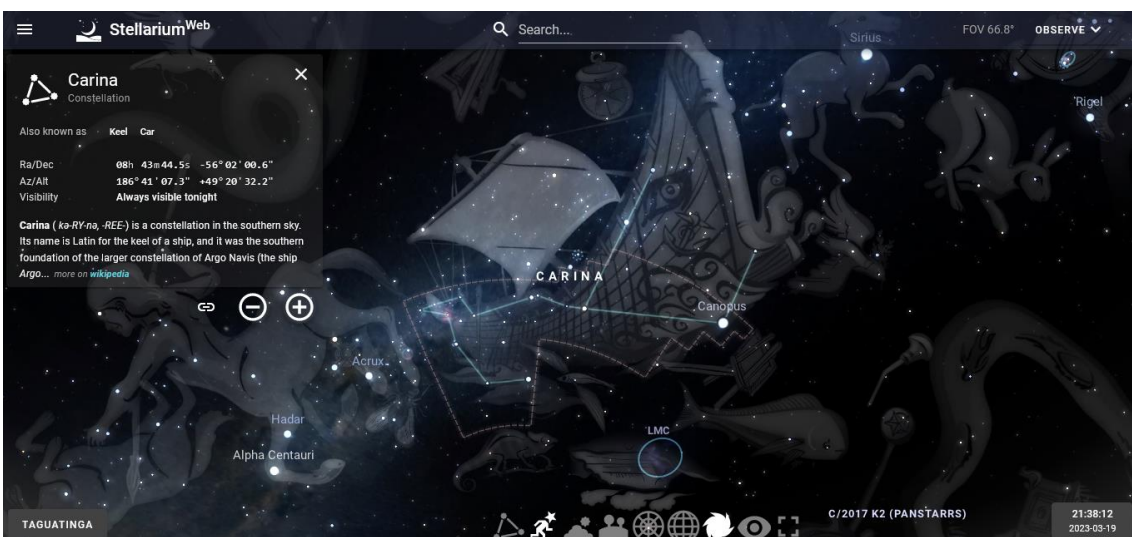 StellariumWeb
Search...
FOV 66.8°
OBSERVE
Sirius
Carina
Constellation
Also known as Keel Car
Ra/Dec 08h 43m44.5s -56°02'00.6"
Az/Alt 186°41'07.3" +49°20'32.2"
Visibility Always visible tonight
Carina ( kə-RY-nə, -REE-) is a constellation in the southern sky.
Its name is Latin for the keel of a ship, and it was the southern
foundation of the larger constellation of Argo Navis (the ship
Argo... more on wikipedia
Rigel
CARINA
Canopus
Acrux
Hadar
Alpha Centauri
LMC
TAGUATINGA
C/2017 K2 (PANSTARRS)
21:38:12
2023-03-19